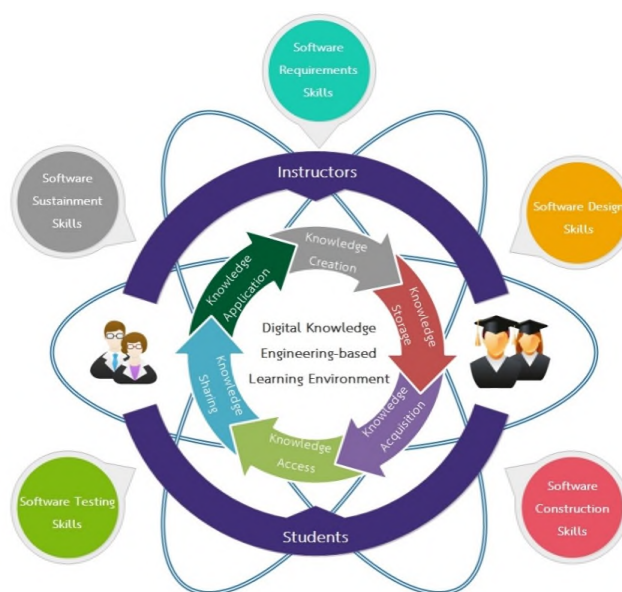 Software
Requirements
Skills
Software
Sustainment
Skills
Instructors
Software Design
Skills
Knowledge
Creation
Knowledge
Application
Knowledge
Storage
Digital Knowledge
Engineering-based
Learning Environment
Knowledge
Sharing
Knowledge
Acquisition
Knowledge
Access
Software Testing
Skills
Software
Construction
Skills
Students